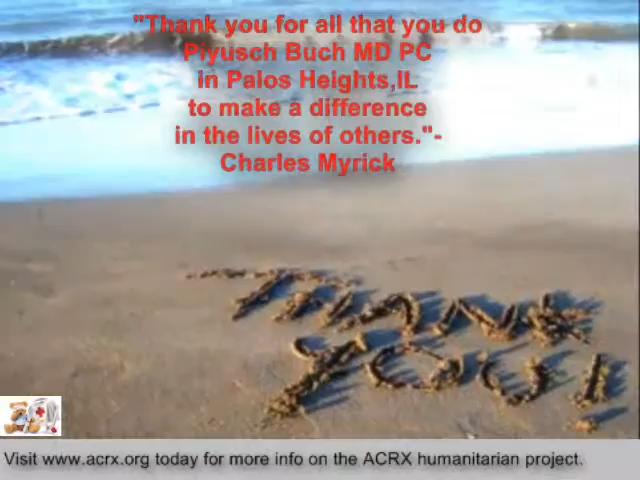 "Thank you for all that you do
Piyusch Buch MD PC
in Palos Heights,IL
to make a difference
in the lives of others."-
Charles Myrick
THANK
YOU!
Visit www.acrx.org today for more info on the ACRX humanitarian project.